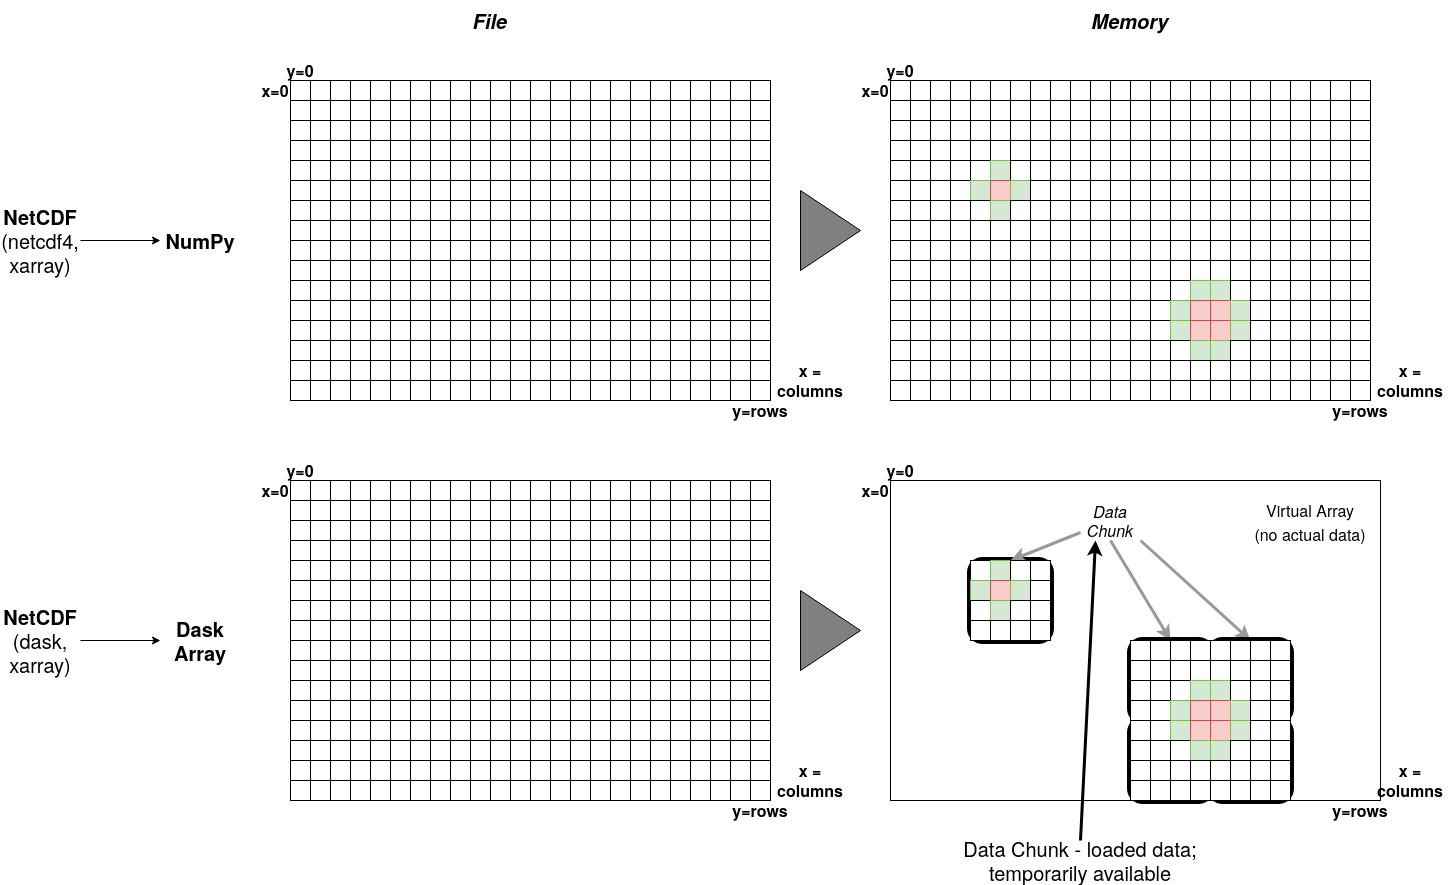 File
Memory
y=0
x=0
y=0
x=0
NetCDF
(netcdf4,
xarray)
NumPy
x =
columns
y=rows
x =
columns
y=rows
y=0
x=0
y=0
x=0
Data
Chunk
Virtual Array
(no actual data)
NetCDF
(dask,
xarray)
Dask
Array
x =
columns
y=rows
x =
columns
y=rows
Data Chunk - loaded data;
temporarily available